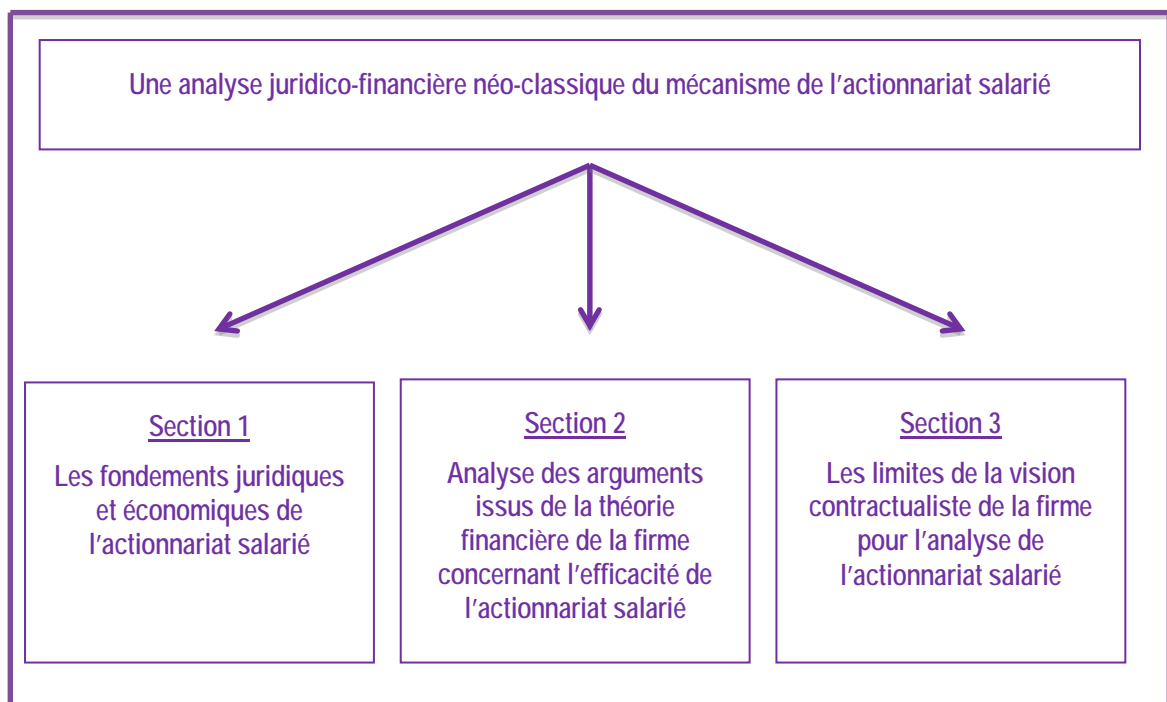 Une analyse juridico-financière néo-classique du mécanisme de l'actionnariat salarié
Section 1
Les fondements juridiques
et économiques de
l'actionnariat salarié
Section 2
Analyse des arguments
issus de la théorie
financière de la firme
concernant l'efficacité de
l'actionnariat salarié
Section 3
Les limites de la vision
contractualiste de la firme
pour l'analyse de
l'actionnariat salarié